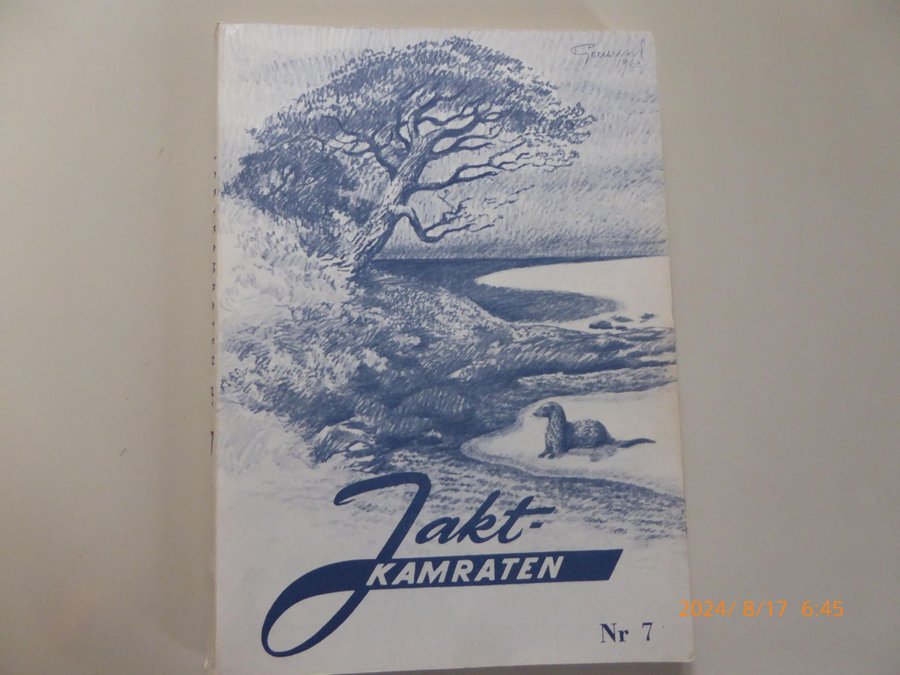 Jakt-
KAMRATEN
Nr 7
2024/ 8/17 6:45